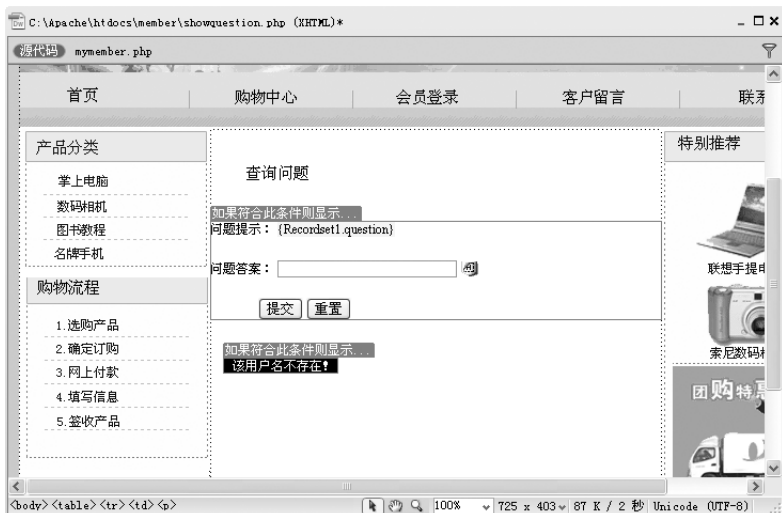 C:\Apache\htdocs\member\showquestion.php (XHTML)*
源代码 mymember.php
首页 购物中心 会员登录 客户留言 联系
产品分类
掌上电脑
数码相机
图书教程
名牌手机
购物流程
1.选购产品
2.确定订购
3.网上付款
4.填写信息
5.签收产品
查询问题
如果符合此条件则显示...
问题提示：{Recordset1.question}
问题答案：
提交 重置
如果符合此条件则显示...
该用户名不存在！
特别推荐
联想手提电
索尼数码相
团购特惠
<body><table><tr><td><p>
100% 725 x 403 87 K / 2 秒 Unicode (UTF-8)